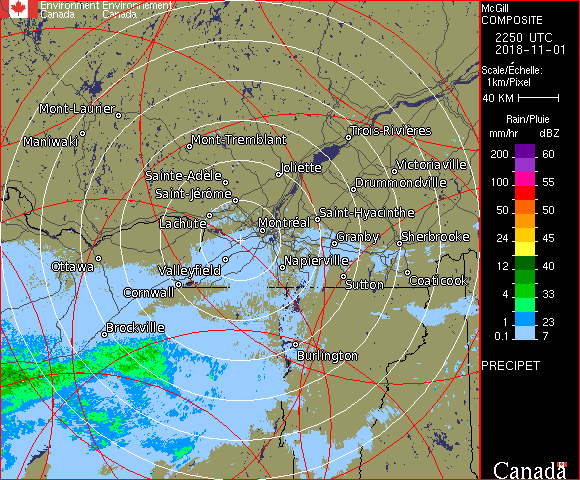 Environment Environnement
Canada Canada
McGill
COMPOSITE
2250 UTC
2018-11-01
Scale/Échelle:
1km/Pixel
40 KM
Rain/Pluie
mm/hr dBZ
200 60
100 55
50 50
24 45
12 40
4 33
1 23
0.1 7
PRECIPET
Canada
Mont-Laurier
Maniwaki
Mont-Tremblant
Trois-Rivières
Sainte-Adèle
Joliette
Victoriaville
Saint-Jérôme
Drummondville
Lachute
Montréal
Saint-Hyacinthe
Granby
Sherbrooke
Ottawa
Valleyfield
Napierville
Cornwall
Sutton
Coaticook
Brockville
Burlington